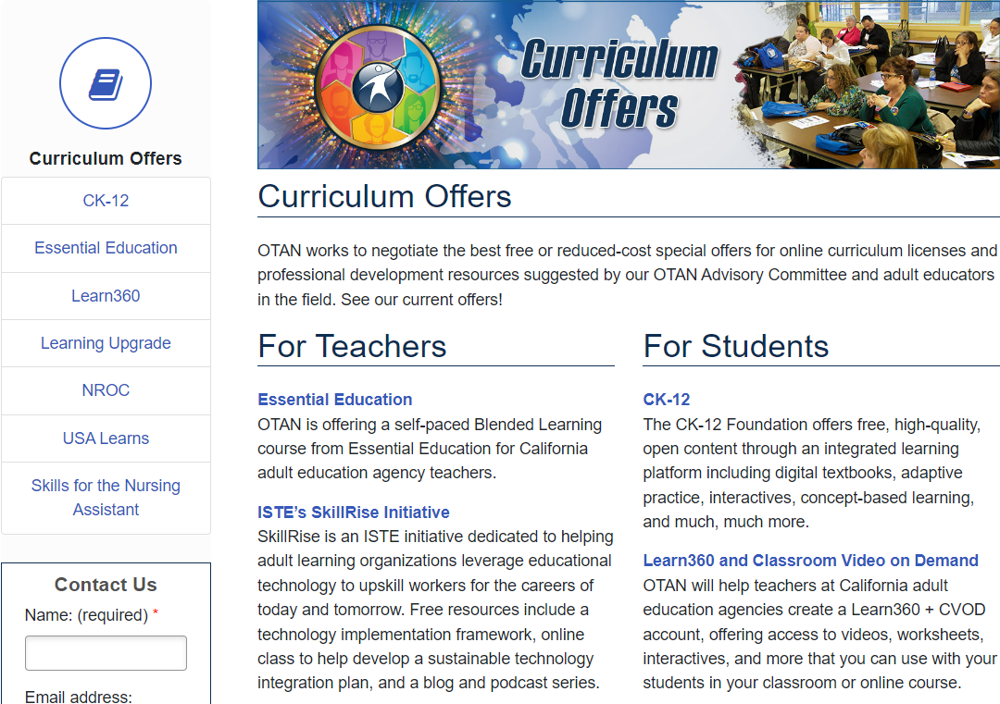 Curriculum Offers
CK-12
Essential Education
Learn360
Learning Upgrade
NROC
USA Learns
Skills for the Nursing
Assistant
Contact Us
Name: (required) *
Email address:
Curriculum
Offers
Curriculum Offers
OTAN works to negotiate the best free or reduced-cost special offers for online curriculum licenses and
professional development resources suggested by our OTAN Advisory Committee and adult educators
in the field. See our current offers!
For Teachers
Essential Education
OTAN is offering a self-paced Blended Learning
course from Essential Education for California
adult education agency teachers.
ISTE’s SkillRise Initiative
SkillRise is an ISTE initiative dedicated to helping
adult learning organizations leverage educational
technology to upskill workers for the careers of
today and tomorrow. Free resources include a
technology implementation framework, online
class to help develop a sustainable technology
integration plan, and a blog and podcast series.
For Students
CK-12
The CK-12 Foundation offers free, high-quality,
open content through an integrated learning
platform including digital textbooks, adaptive
practice, interactives, concept-based learning,
and much, much more.
Learn360 and Classroom Video on Demand
OTAN will help teachers at California adult
education agencies create a Learn360 + CVOD
account, offering access to videos, worksheets,
interactives, and more that you can use with your
students in your classroom or online course.